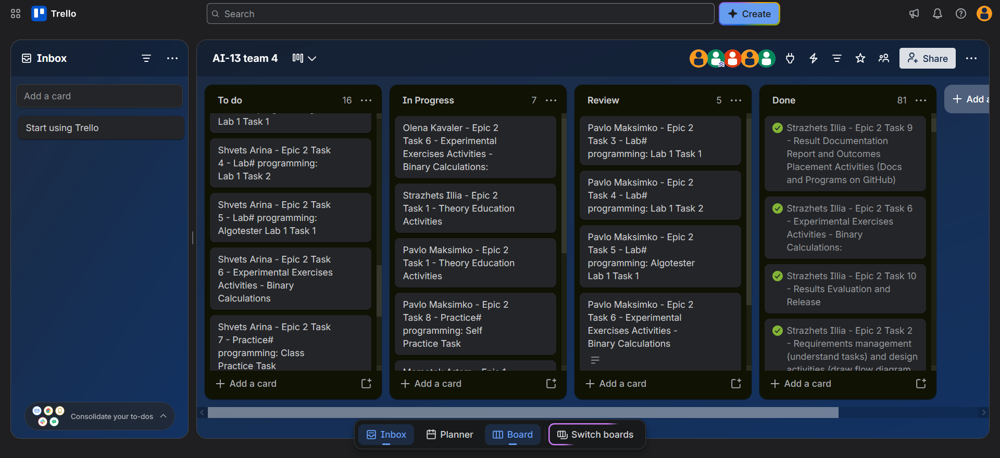 Trello
Search
Create
Inbox
Add a card
Start using Trello
Consolidate your to-dos
AI-13 team 4
Share
To do
16
Lab 1 Task 1
Shvets Arina - Epic 2 Task
4 - Lab# programming:
Lab 1 Task 2
Shvets Arina - Epic 2 Task
5 - Lab# programming:
Algotester Lab 1 Task 1
Shvets Arina - Epic 2 Task
6 - Experimental Exercises
Activities - Binary
Calculations
Shvets Arina - Epic 2 Task
7 - Practice#
programming: Class
Practice Task
Add a card
In Progress
7
Olena Kavaler - Epic 2
Task 6 - Experimental
Exercises Activities -
Binary Calculations:
Strazhets Illia - Epic 2
Task 1 - Theory Education
Activities
Pavlo Maksimko - Epic 2
Task 1 - Theory Education
Activities
Pavlo Maksimko - Epic 2
Task 8 - Practice#
programming: Self
Practice Task
Add a card
Review
5
Pavlo Maksimko - Epic 2
Task 3 - Lab#
programming: Lab 1 Task 1
Pavlo Maksimko - Epic 2
Task 4 - Lab#
programming: Lab 1 Task 2
Pavlo Maksimko - Epic 2
Task 5 - Lab#
programming: Algotester
Lab 1 Task 1
Pavlo Maksimko - Epic 2
Task 6 - Experimental
Exercises Activities -
Binary Calculations
Add a card
Done
81
Strazhets Illia - Epic 2 Task 9
- Result Documentation
Report and Outcomes
Placement Activities (Docs
and Programs on GitHub)
Strazhets Illia - Epic 2 Task 6
- Experimental Exercises
Activities - Binary
Calculations:
Strazhets Illia - Epic 2 Task 10
- Results Evaluation and
Release
Strazhets Illia - Epic 2 Task 2
- Requirements management
(understand tasks) and design
activities (draw flow diagram
Add a card
Add
Inbox
Planner
Board
Switch boards